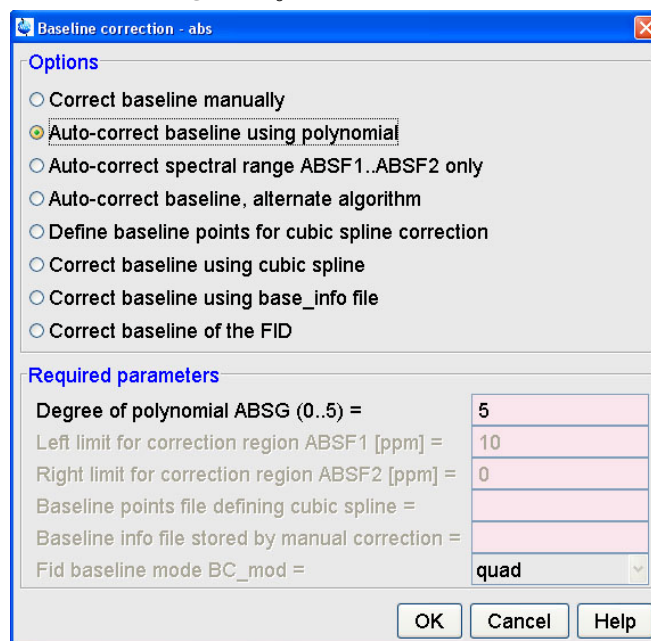 Baseline correction - abs
Options
Correct baseline manually
Auto-correct baseline using polynomial
Auto-correct spectral range ABSF1..ABSF2 only
Auto-correct baseline, alternate algorithm
Define baseline points for cubic spline correction
Correct baseline using cubic spline
Correct baseline using base_info file
Correct baseline of the FID
Required parameters
Degree of polynomial ABSG (0..5) = 5
Left limit for correction region ABSF1 [ppm] = 10
Right limit for correction region ABSF2 [ppm] = 0
Baseline points file defining cubic spline =
Baseline info file stored by manual correction =
Fid baseline mode BC_mod = quad
OK Cancel Help